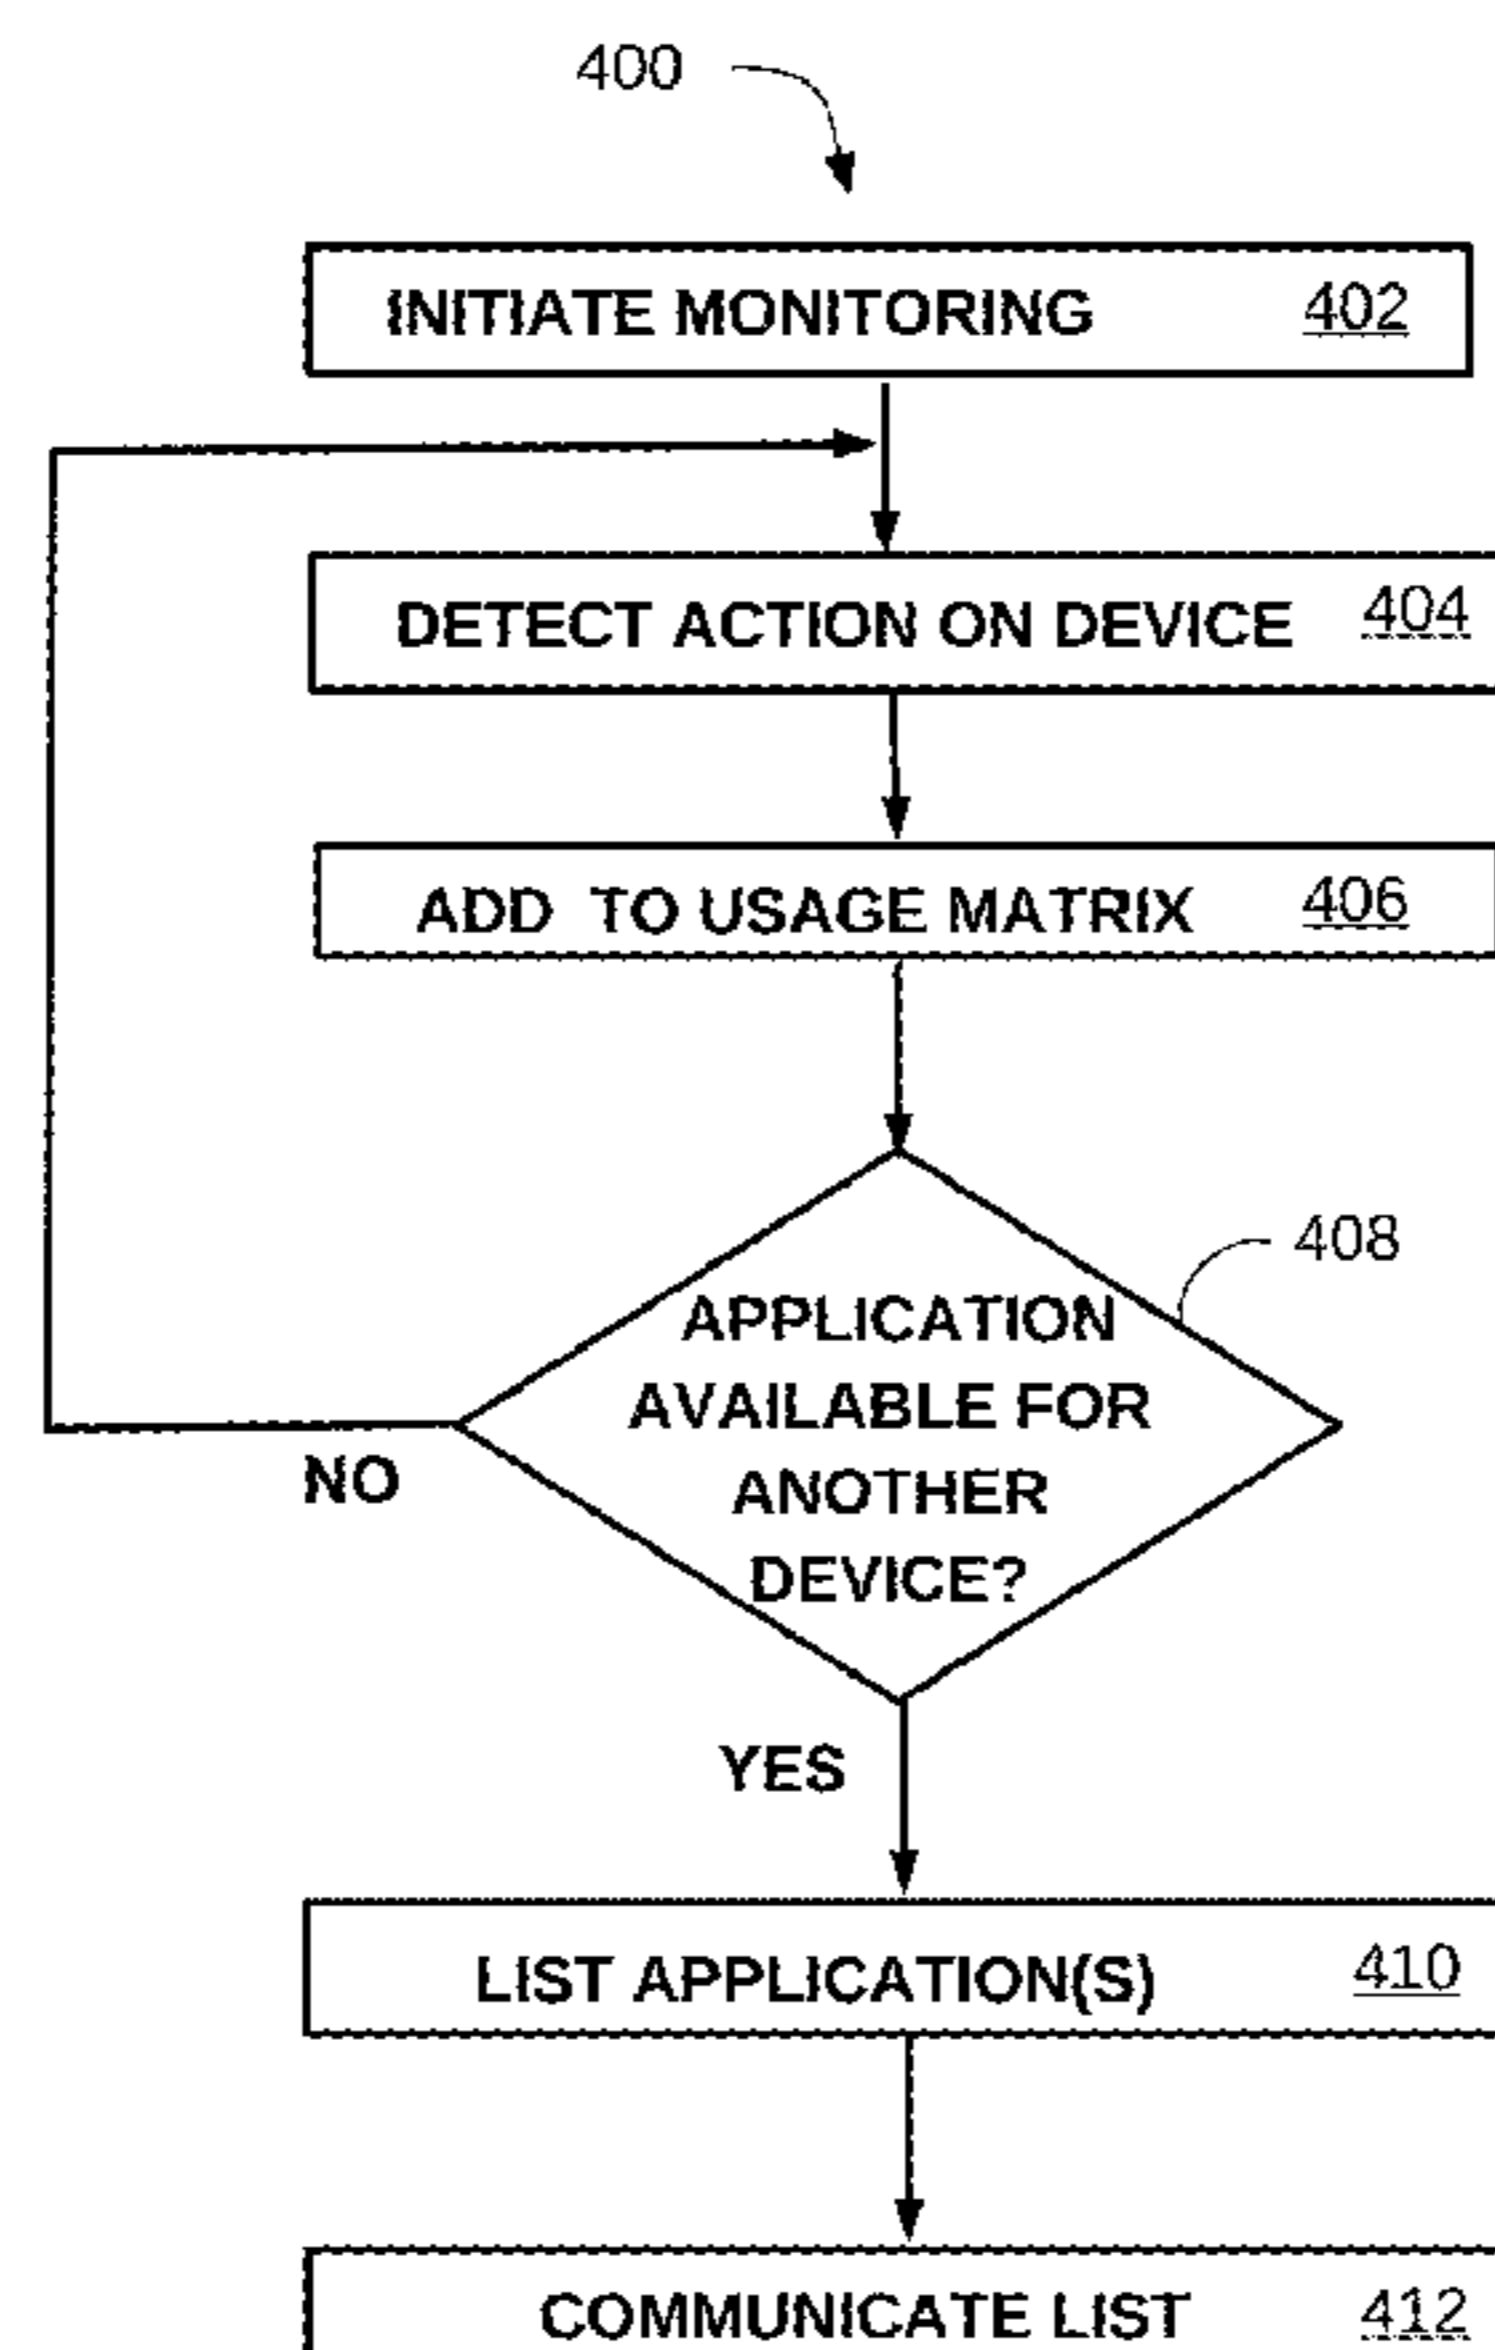 400
INITIATE MONITORING 402
DETECT ACTION ON DEVICE 404
ADD TO USAGE MATRIX 406
408
APPLICATION
AVAILABLE FOR
ANOTHER
DEVICE?
NO
YES
LIST APPLICATION(S) 410
COMMUNICATE LIST 412